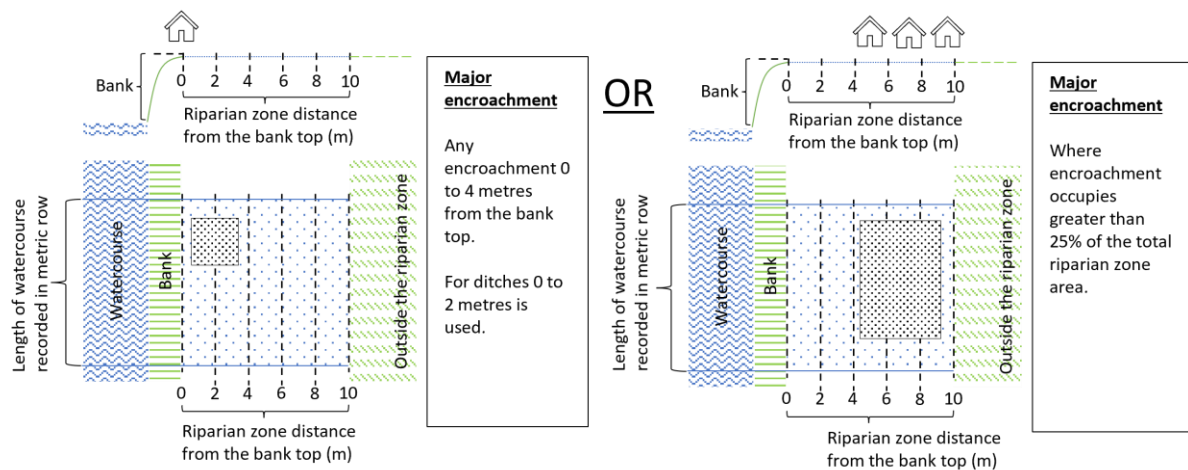 Bank
0 2 4 6 8 10
Riparian zone distance
from the bank top (m)
Length of watercourse
recorded in metric row
Watercourse
Bank
Outside the riparian zone
0 2 4 6 8 10
Riparian zone distance
from the bank top (m)
Major
encroachment
Any
encroachment 0
to 4 metres
from the bank
top.
For ditches 0 to
2 metres is
used.
OR
Bank
0 2 4 6 8 10
Riparian zone distance
from the bank top (m)
Length of watercourse
recorded in metric row
Watercourse
Bank
Outside the riparian zone
0 2 4 6 8 10
Riparian zone distance
from the bank top (m)
Major
encroachment
Where
encroachment
occupies
greater than
25% of the total
riparian zone
area.